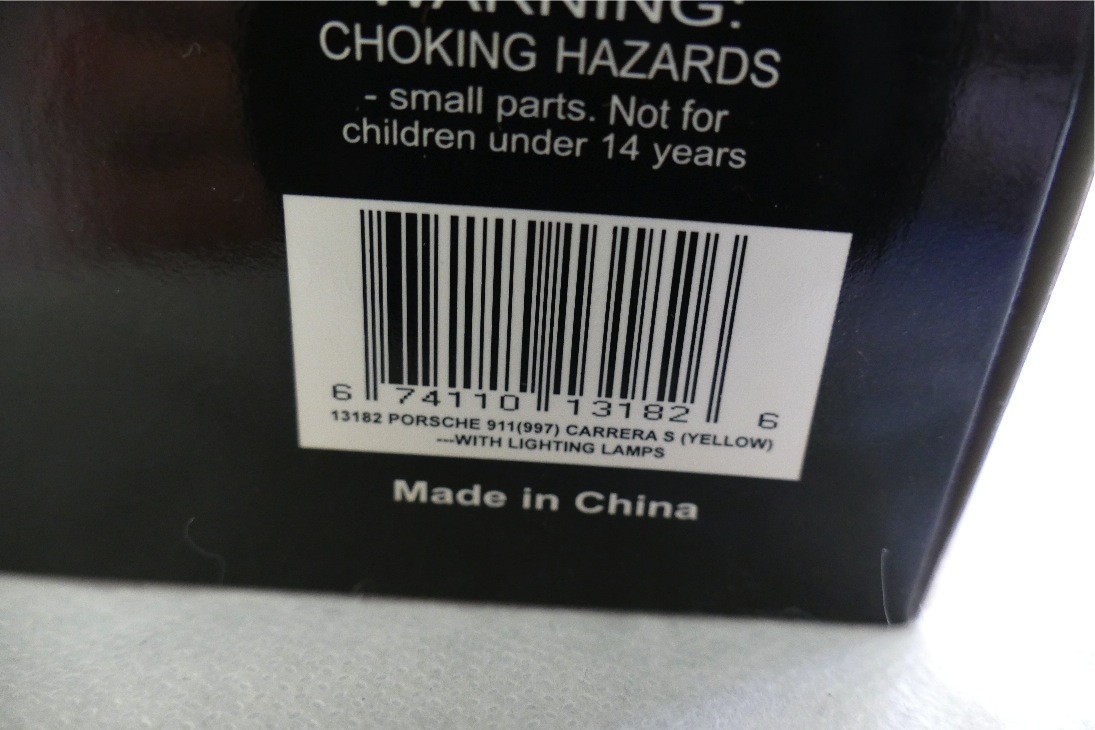 WARNING:
CHOKING HAZARDS
- small parts. Not for
children under 14 years
6 74110 13182 6
13182 PORSCHE 911(997) CARRERA S (YELLOW)
---WITH LIGHTING LAMPS
Made in China